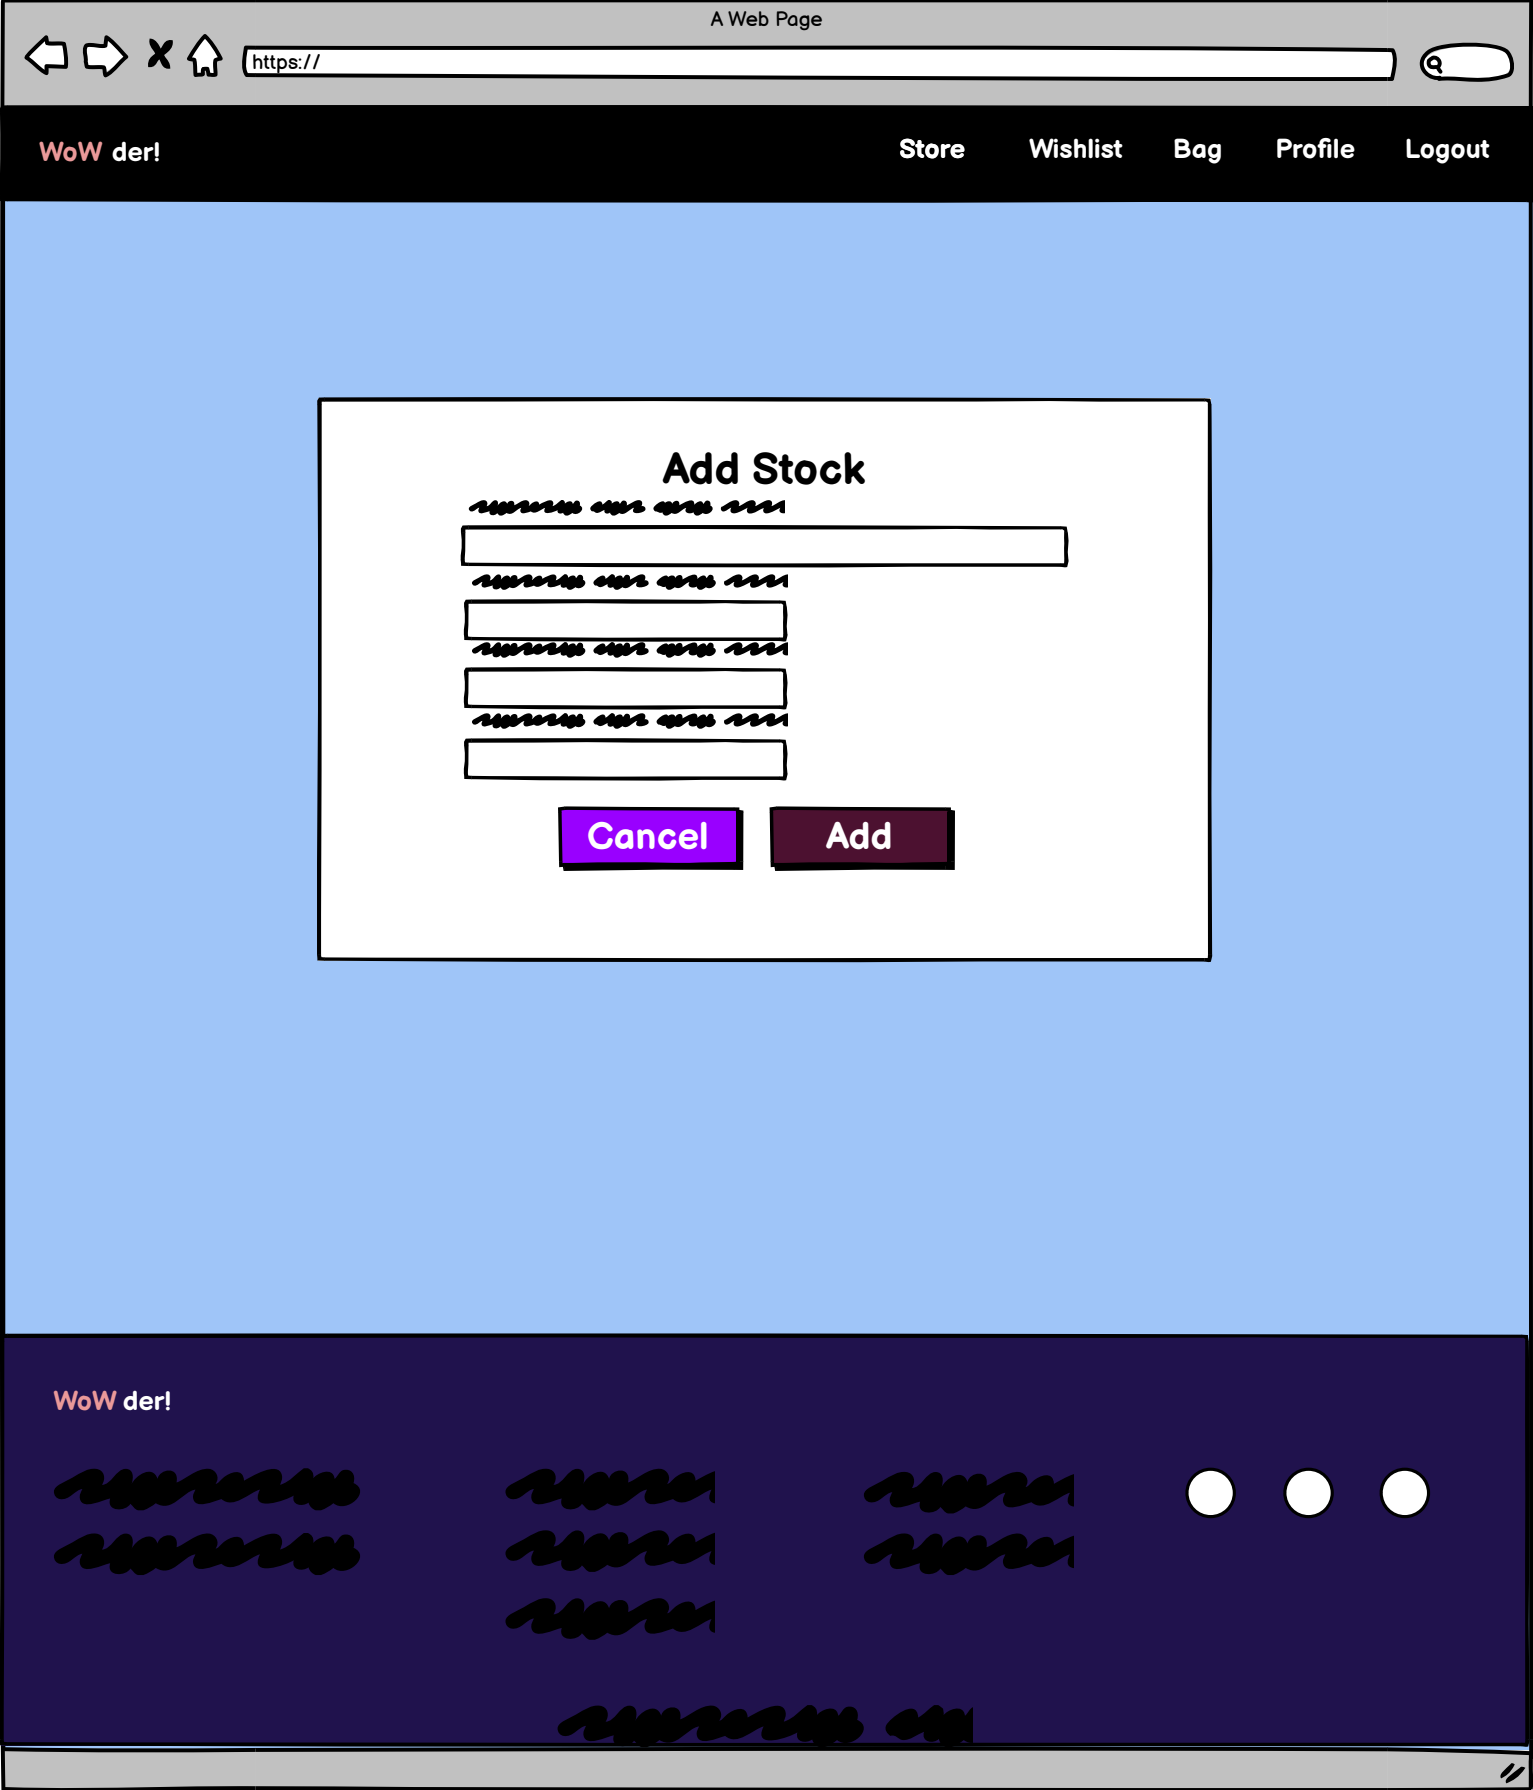 A Web Page
https://
WoW der!
Store Wishlist Bag Profile Logout
Add Stock
Cancel Add
WoW der!